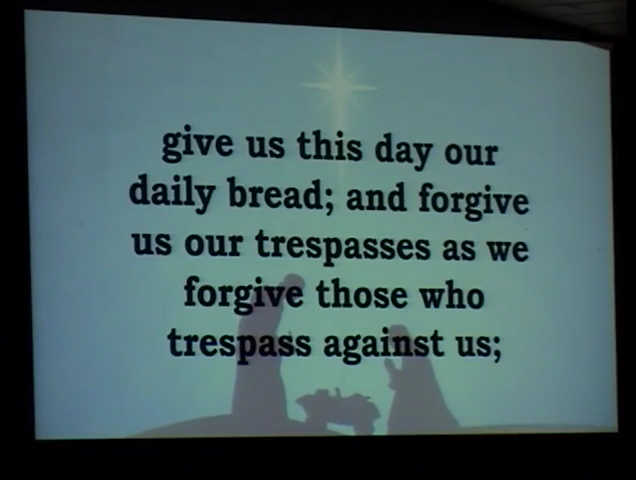 give us this day our
daily bread; and forgive
us our trespasses as we
forgive those who
trespass against us;